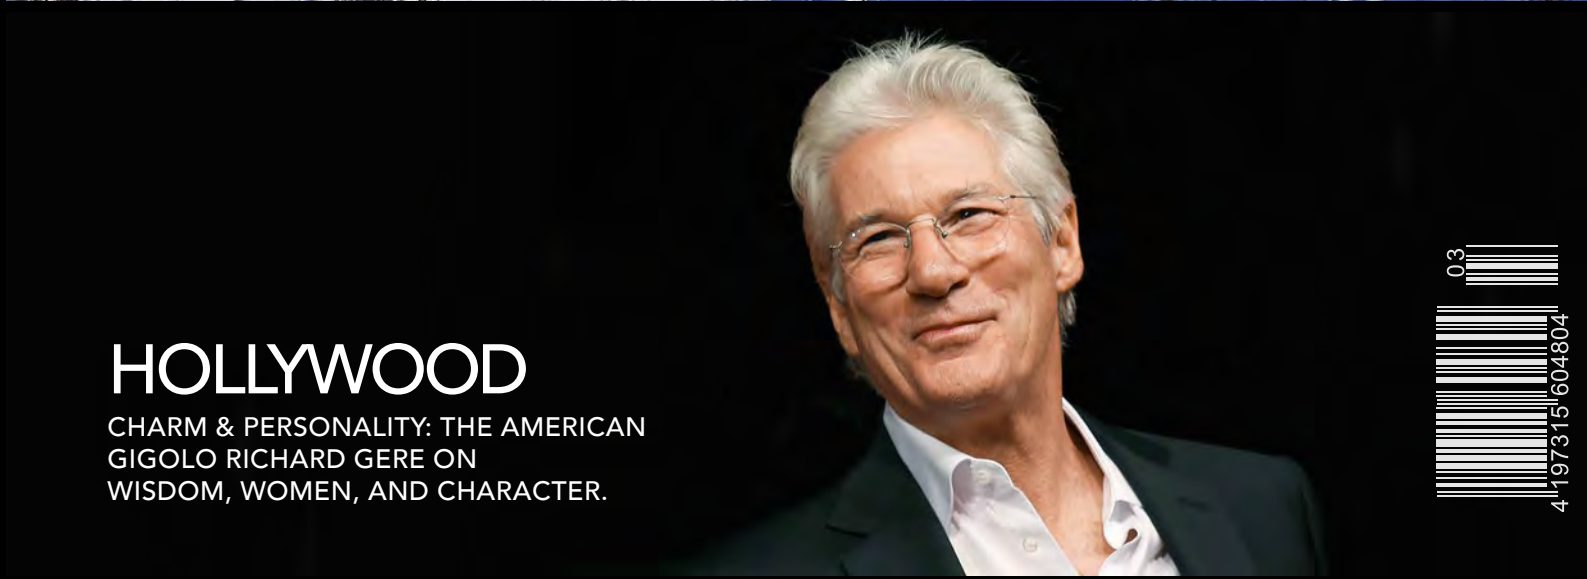 HOLLYWOOD
CHARM & PERSONALITY: THE AMERICAN
GIGOLO RICHARD GERE ON
WISDOM, WOMEN, AND CHARACTER.
03
4 197315 604804